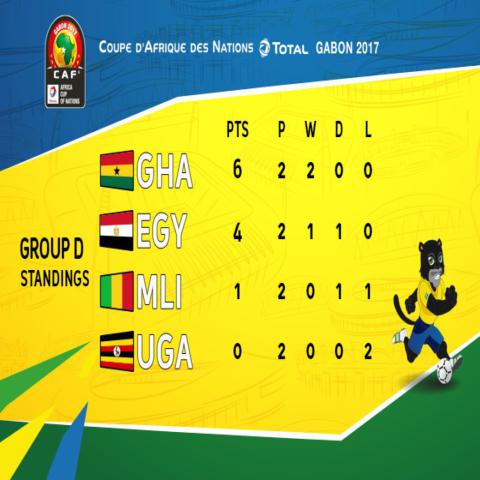 GABON 2017
CAF
TOTAL
AFRICA
CUP
OF NATIONS
COUPE D'AFRIQUE DES NATIONS TOTAL GABON 2017
PTS P W D L
GHA 6 2 2 0 0
EGY 4 2 1 1 0
GROUP D
STANDINGS
MLI 1 2 0 1 1
UGA 0 2 0 0 2